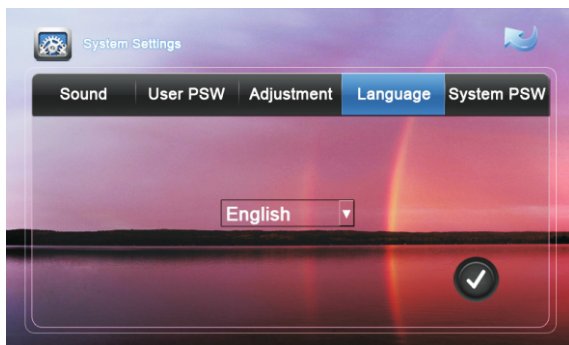 System Settings
Sound User PSW Adjustment Language System PSW
English